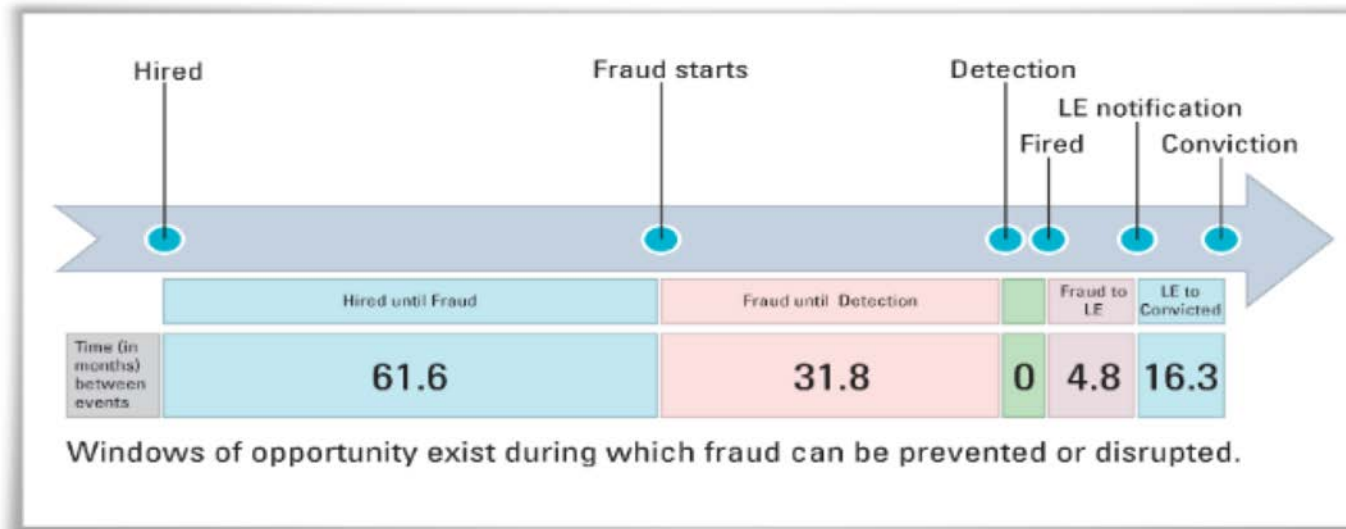 Hired
Fraud starts
Detection
LE notification
Fired
Conviction
Hired until Fraud
Fraud until Detection
Fraud to
LE
LE to
Convicted
Time (in
months)
between
events
61.6
31.8
0
4.8
16.3
Windows of opportunity exist during which fraud can be prevented or disrupted.